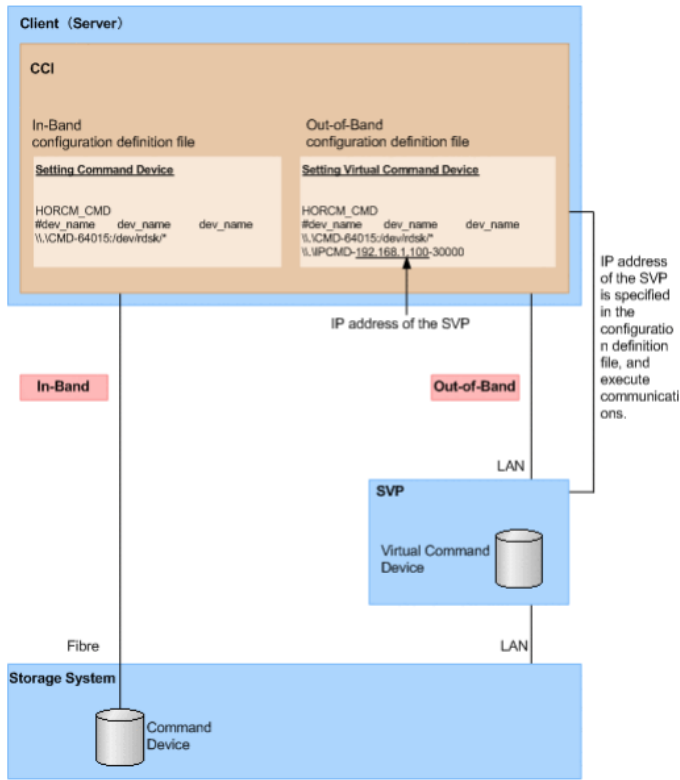 Client（Server）
CCI
In-Band
configuration definition file
Setting Command Device
HORCM_CMD
#dev_name dev_name dev_name
\\.\CMD-64015:/dev/rdsk/*
Out-of-Band
configuration definition file
Setting Virtual Command Device
HORCM_CMD
#dev_name dev_name dev_name
\\.\CMD-64015:/dev/rdsk/*
\\.\IPCMD-192.168.1.100-30000
IP address of the SVP
IP address
of the SVP
is specified
in the
configuratio
n definition
file, and
execute
communicati
ons.
In-Band
Out-of-Band
LAN
SVP
Virtual Command
Device
Fibre
LAN
Storage System
Command
Device